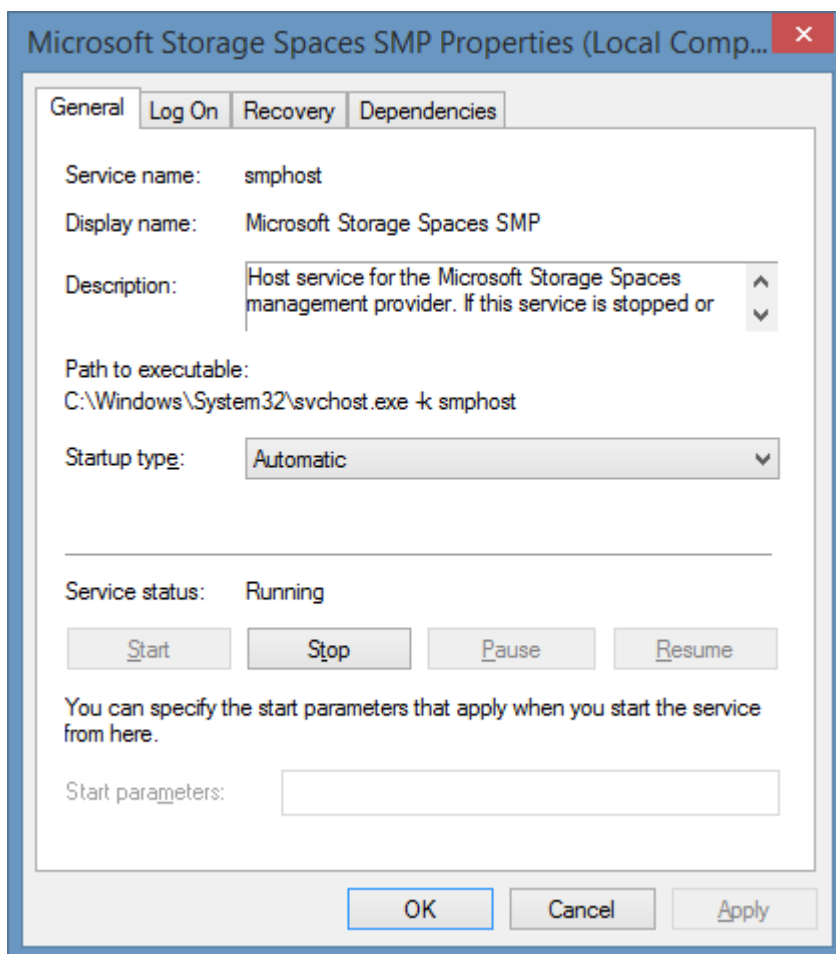 Microsoft Storage Spaces SMP Properties (Local Comp...
General Log On Recovery Dependencies
Service name: smphost
Display name: Microsoft Storage Spaces SMP
Description: Host service for the Microsoft Storage Spaces
management provider. If this service is stopped or
Path to executable:
C:\Windows\System32\svchost.exe -k smphost
Startup type: Automatic
Service status: Running
Start Stop Pause Resume
You can specify the start parameters that apply when you start the service
from here.
Start parameters:
OK Cancel Apply